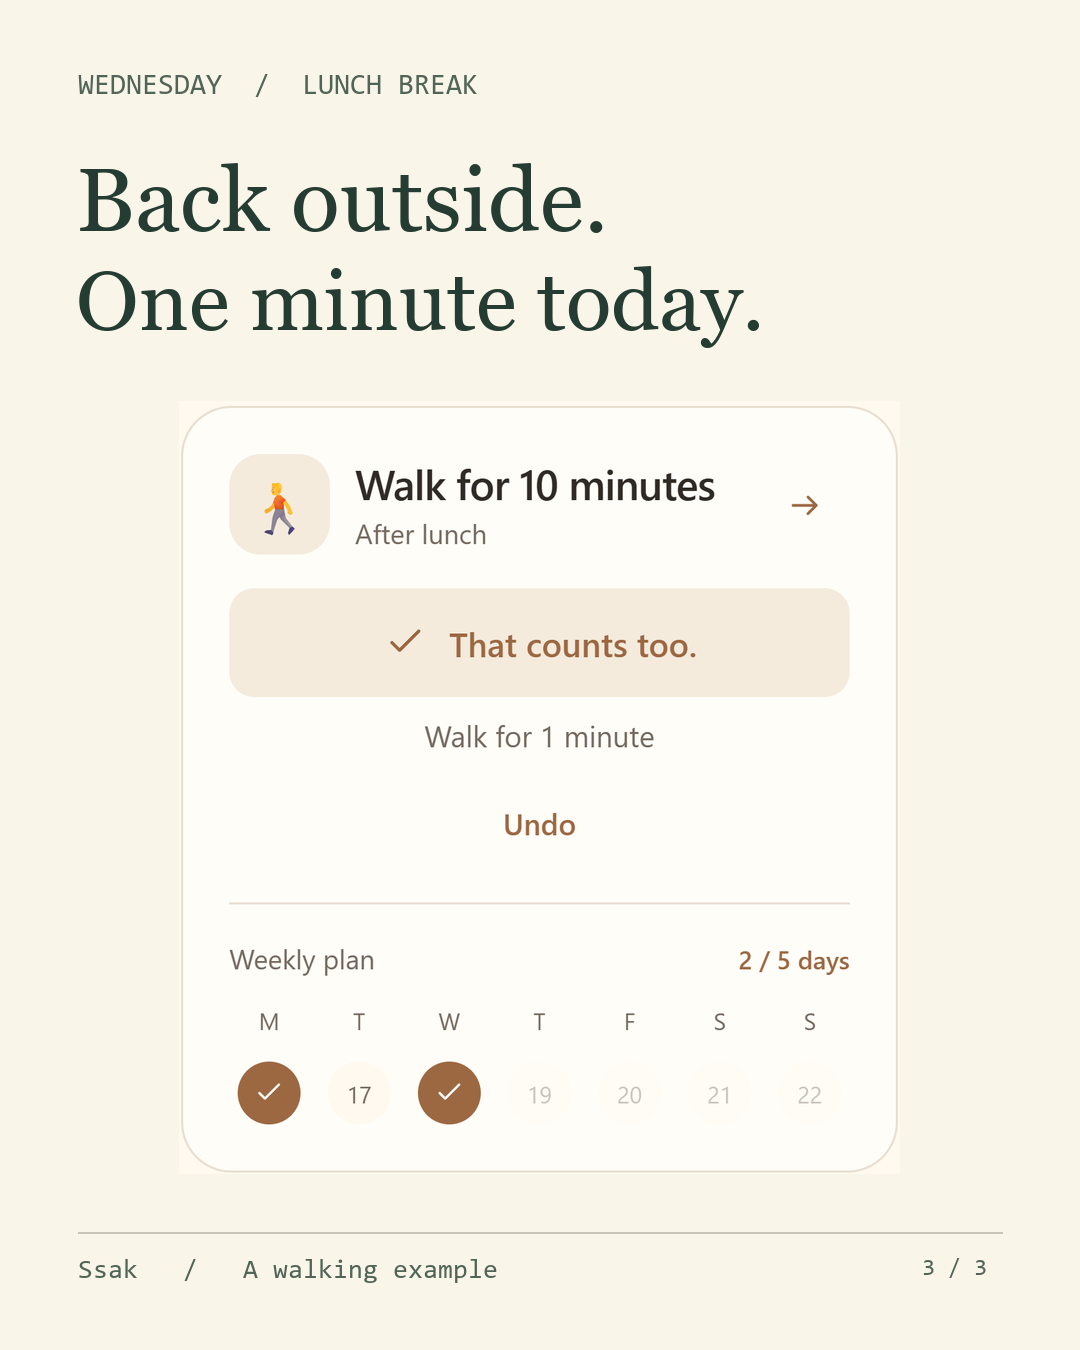 WEDNESDAY / LUNCH BREAK
Back outside.
One minute today.
Walk for 10 minutes
After lunch
→
✓ That counts too.
Walk for 1 minute
Undo
Weekly plan 2 / 5 days
M T W T F S S
✓ 17 ✓ 19 20 21 22
Ssak / A walking example 3 / 3